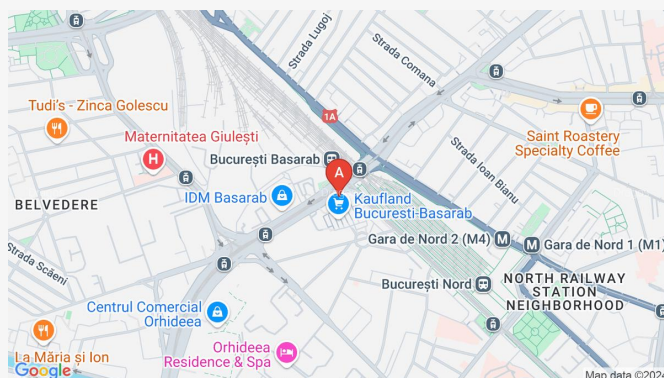 Strada Lugoj
Strada Comana
1A
Tudi's - Zinca Golescu
Maternitatea Giulești
H
București Basarab
A
Saint Roastery
Specialty Coffee
Strada Ioan Bianu
BELVEDERE
IDM Basarab
Kaufland
Bucuresti-Basarab
Gara de Nord 2 (M4)
M
M
Gara de Nord 1 (M1)
Strada Scăeni
București Nord
NORTH RAILWAY
STATION
NEIGHBORHOOD
Centrul Comercial
Orhideea
Orhideea
Residence & Spa
La Măria și Ion
Google
Map data ©2024